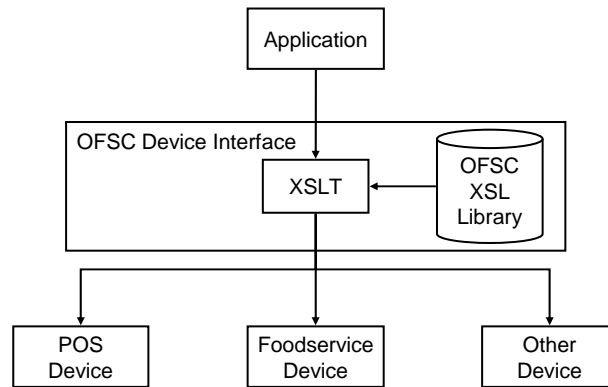 Application
OFSC Device Interface
XSLT
OFSC
XSL
Library
POS
Device
Foodservice
Device
Other
Device